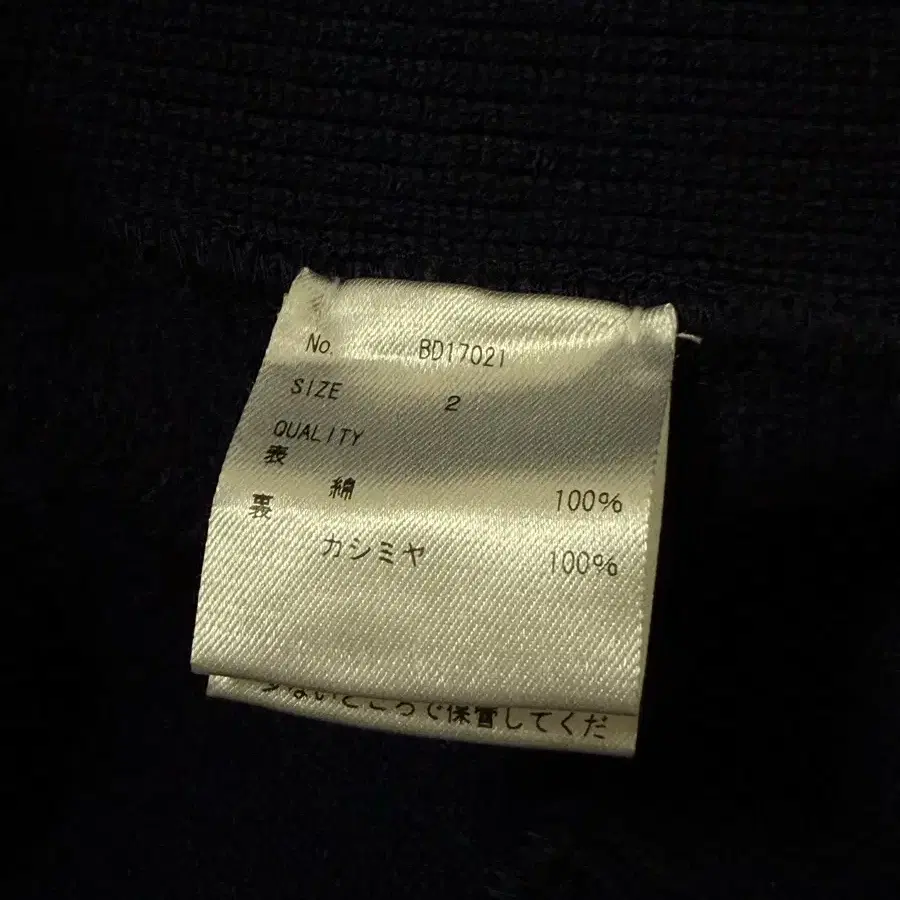 No. BD17021
SIZE 2
QUALITY
表
綿 100%
裏
カシミヤ 100%
ないところで保管してくだ